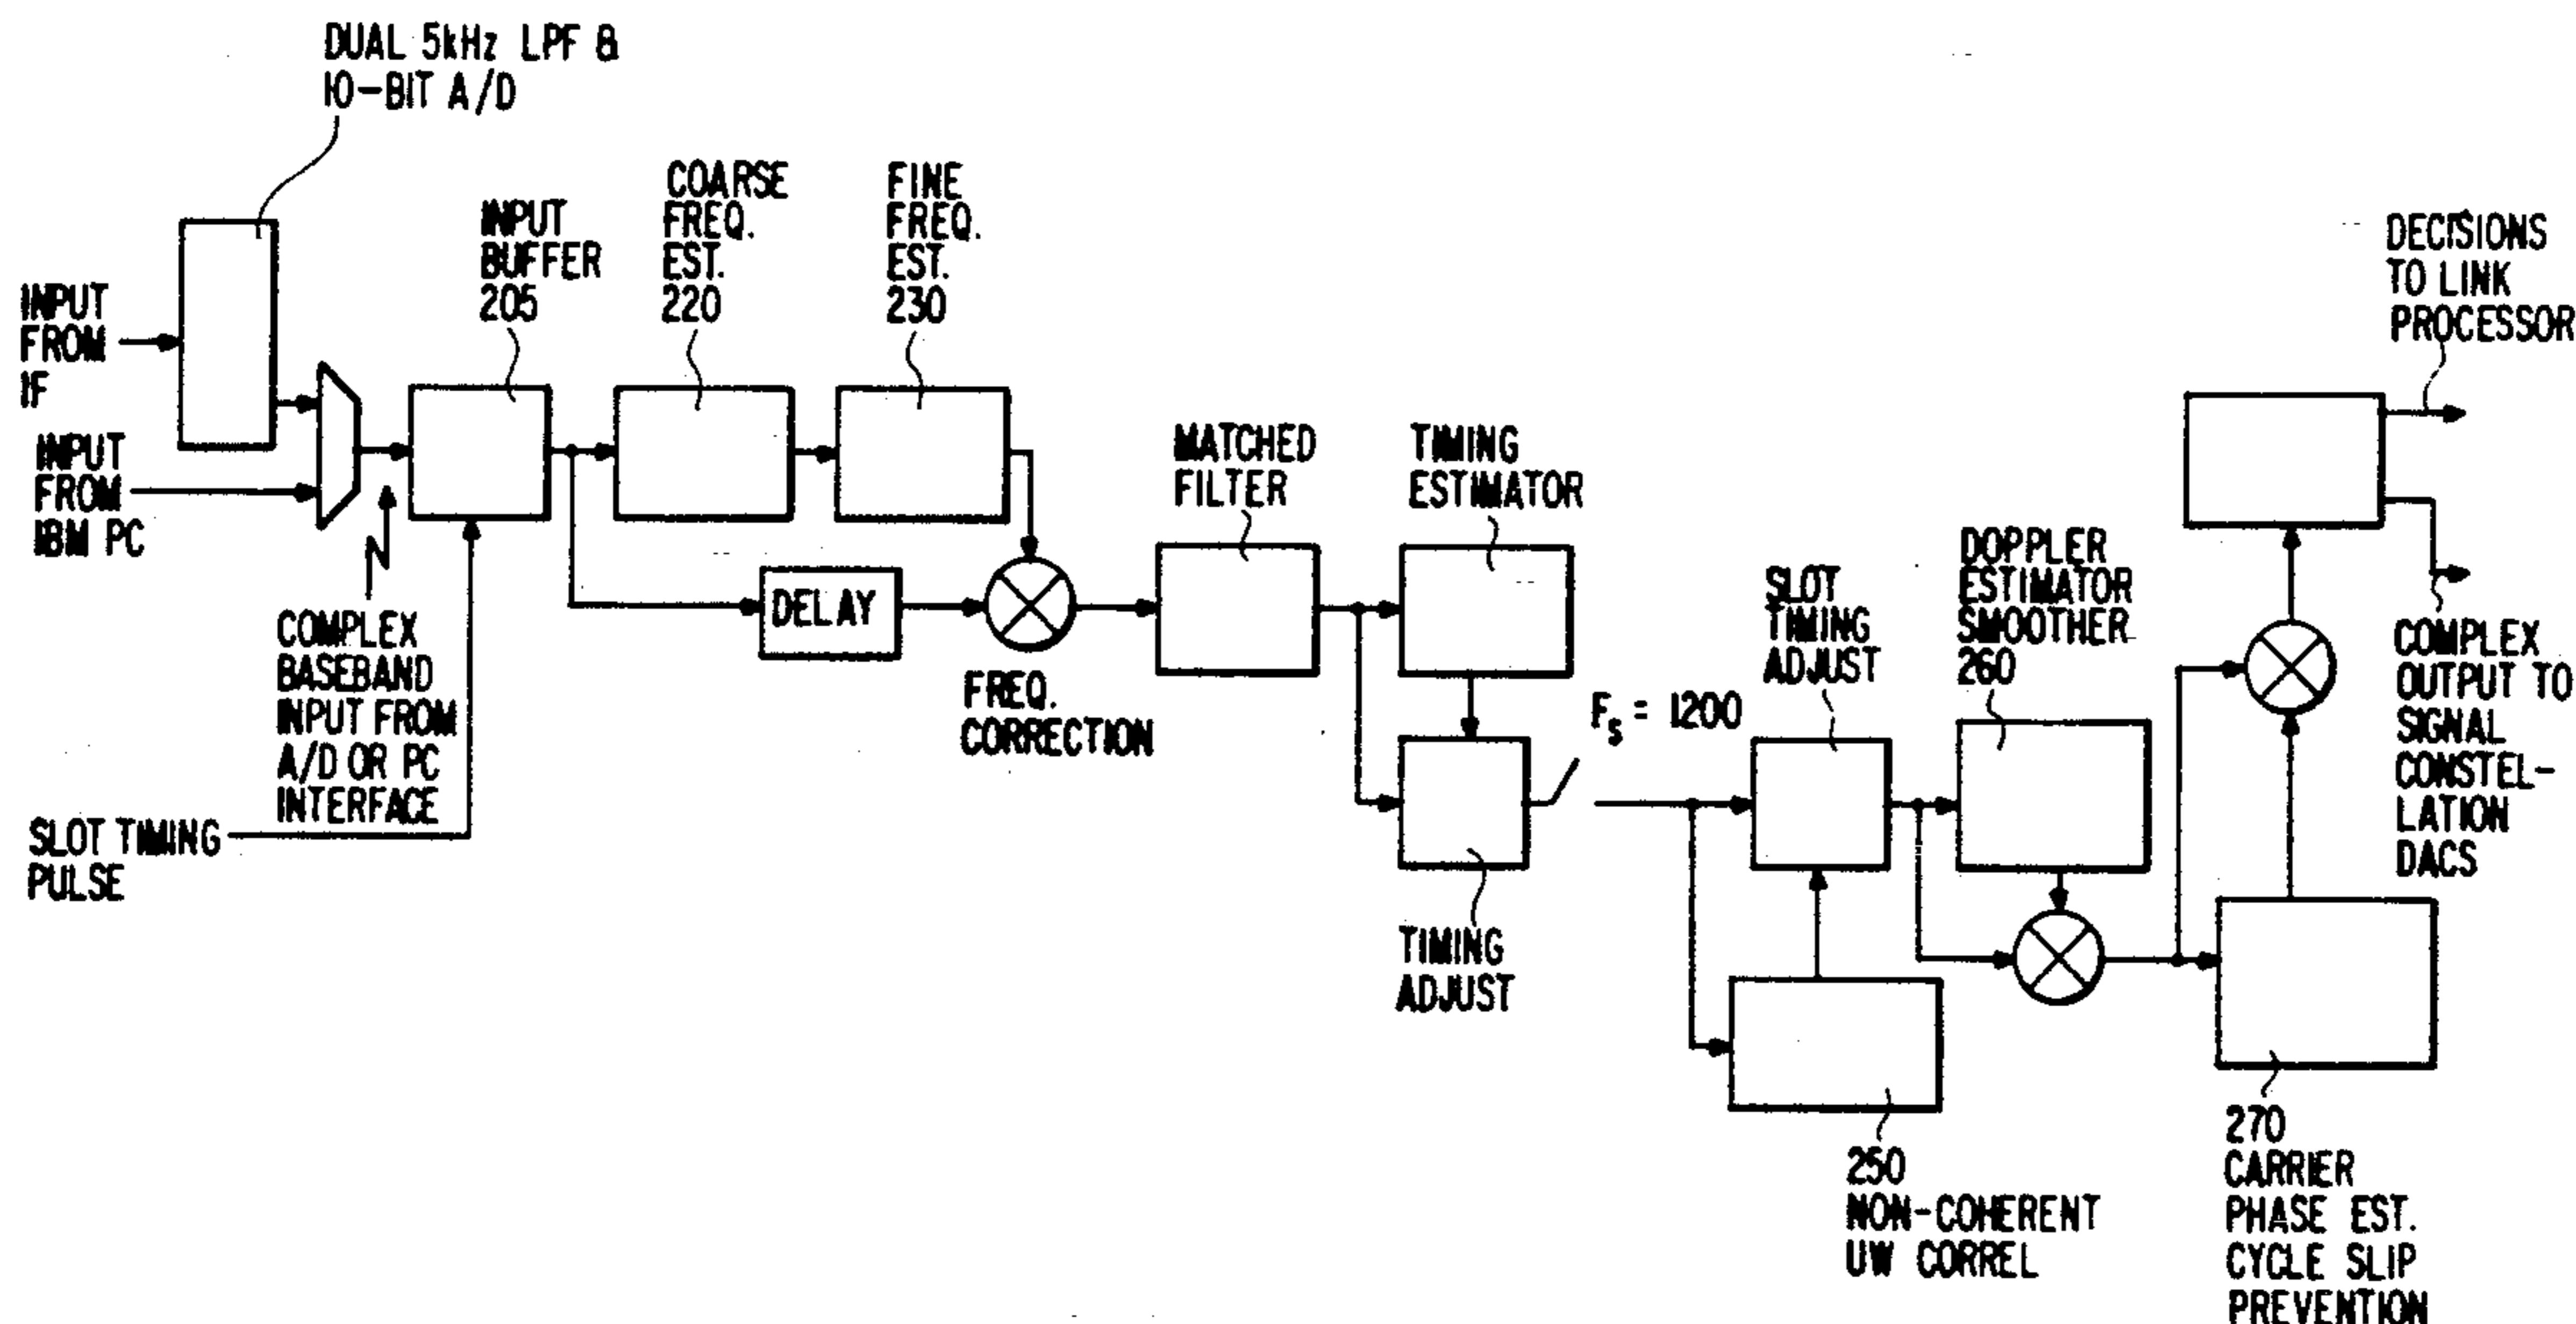 DUAL 5kHz LPF &
10-BIT A/D
INPUT
FROM
IF
INPUT
FROM
IBM PC
COMPLEX
BASEBAND
INPUT FROM
A/D OR PC
INTERFACE
SLOT TIMING
PULSE
INPUT
BUFFER
205
COARSE
FREQ.
EST.
220
FINE
FREQ.
EST.
230
DELAY
FREQ.
CORRECTION
MATCHED
FILTER
TIMING
ESTIMATOR
TIMING
ADJUST
Fs = 1200
SLOT
TIMING
ADJUST
250
NON-COHERENT
UW CORREL
DOPPLER
ESTIMATOR
SMOOTHER
260
270
CARRIER
PHASE EST.
CYCLE SLIP
PREVENTION
DECISIONS
TO LINK
PROCESSOR
COMPLEX
OUTPUT TO
SIGNAL
CONSTEL-
LATION
DACS